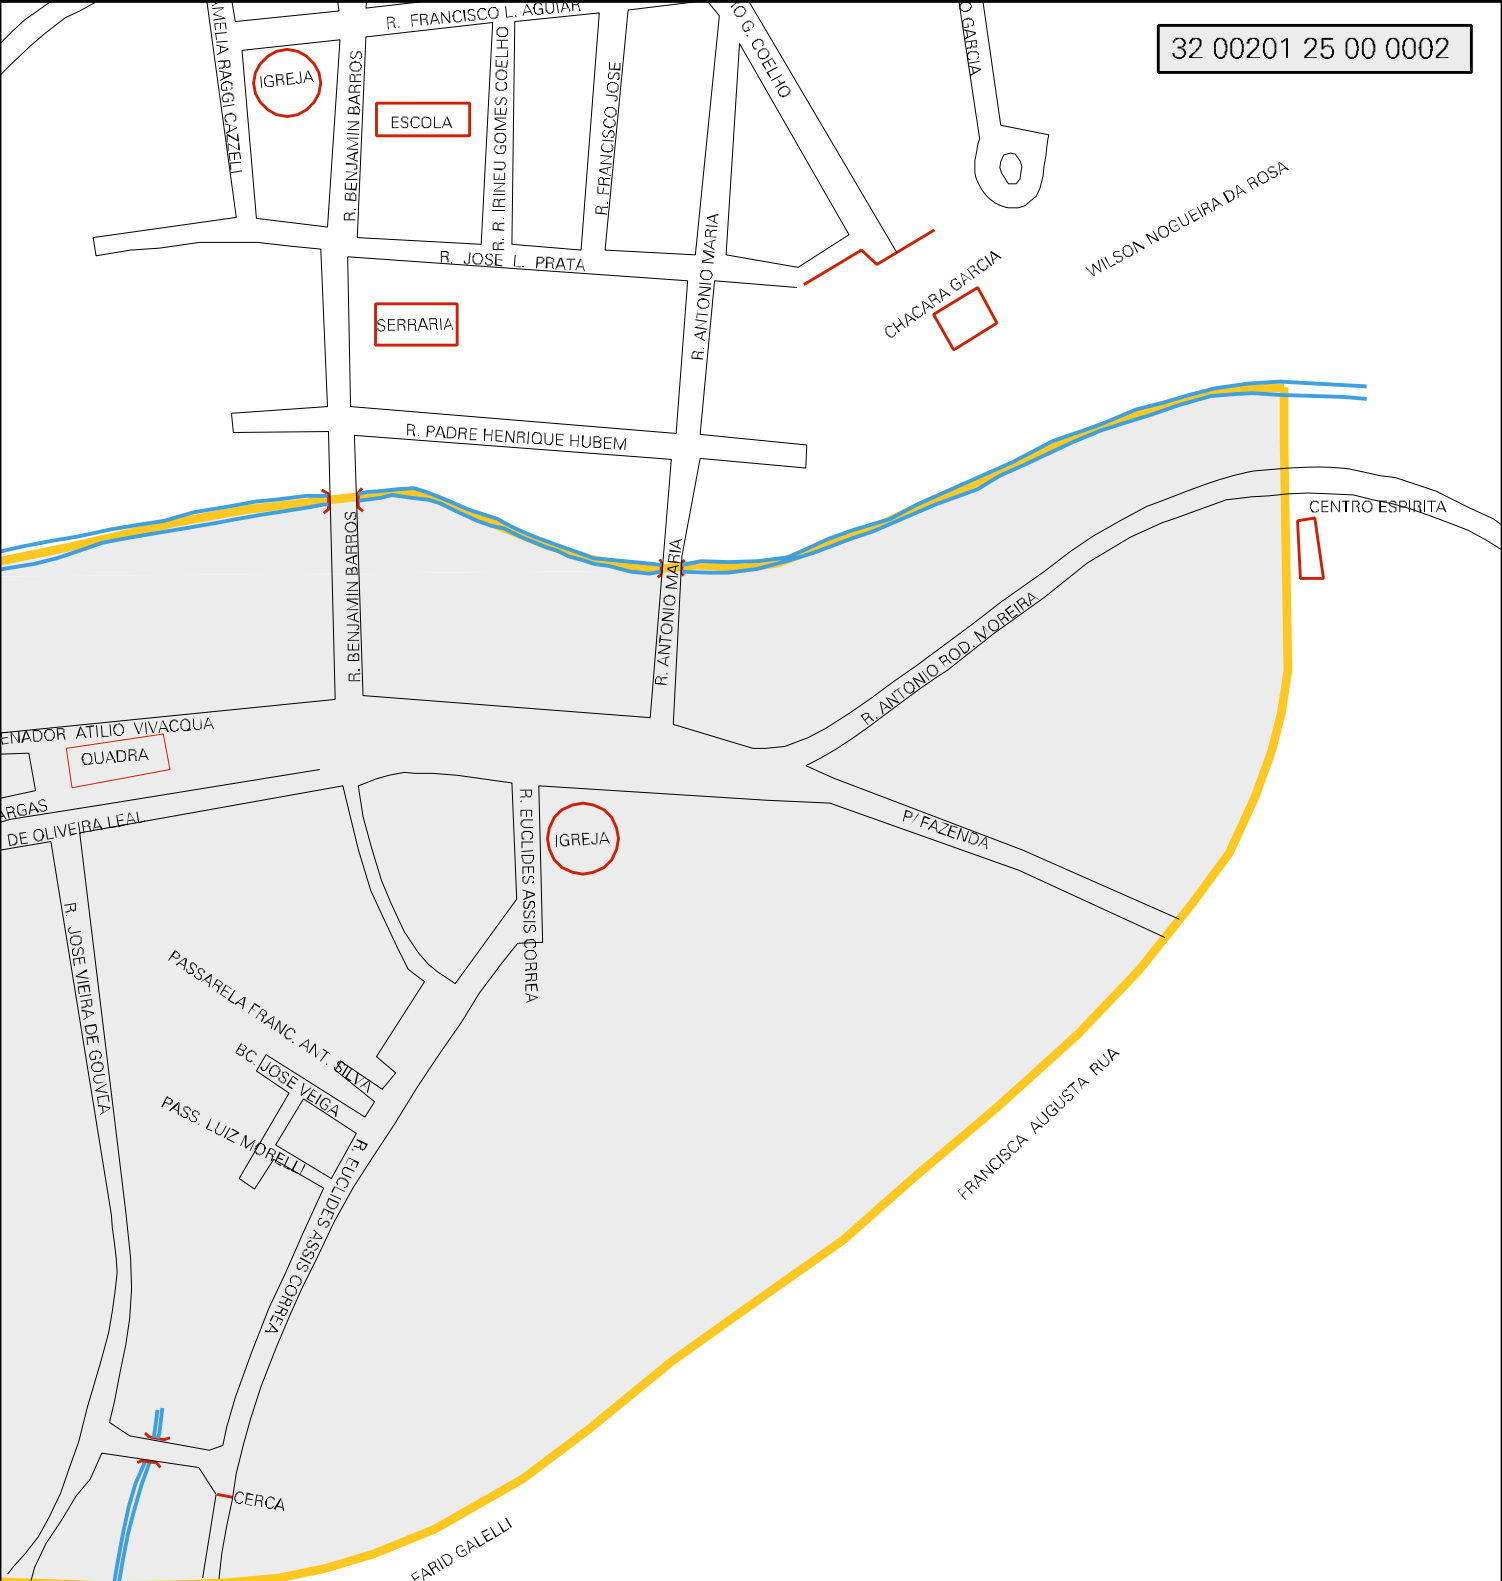 32 00201 25 00 0002
R. FRANCISCO L. AGUIAR
AMELIA RAGGI CAZZELI
IGREJA
R. BENJAMIN BARROS
ESCOLA
R. R. IRINEU GOMES COELHO
R. FRANCISCO JOSE
G. COELHO
O GARCIA
WILSON NOGUEIRA DA ROSA
R. JOSE L. PRATA
R. ANTONIO MARIA
CHACARA GARCIA
SERRARIA
R. PADRE HENRIQUE HUBEM
CENTRO ESPIRITA
R. BENJAMIN BARROS
R. ANTONIO MARIA
R. ANTONIO ROD. MOREIRA
ENADOR ATILIO VIVACQUA
QUADRA
ARGAS
DE OLIVEIRA LEAL
R. EUCLIDES ASSIS CORREA
IGREJA
P/ FAZENDA
R. JOSE VIEIRA DE GOUVEA
PASSARELA FRANC. ANT. SILVA
BC. JOSE VEIGA
PASS. LUIZ MORELLI
R. EUCLIDES ASSIS CORREA
FRANCISCA AUGUSTA RUA
CERCA
FARID GALELLI